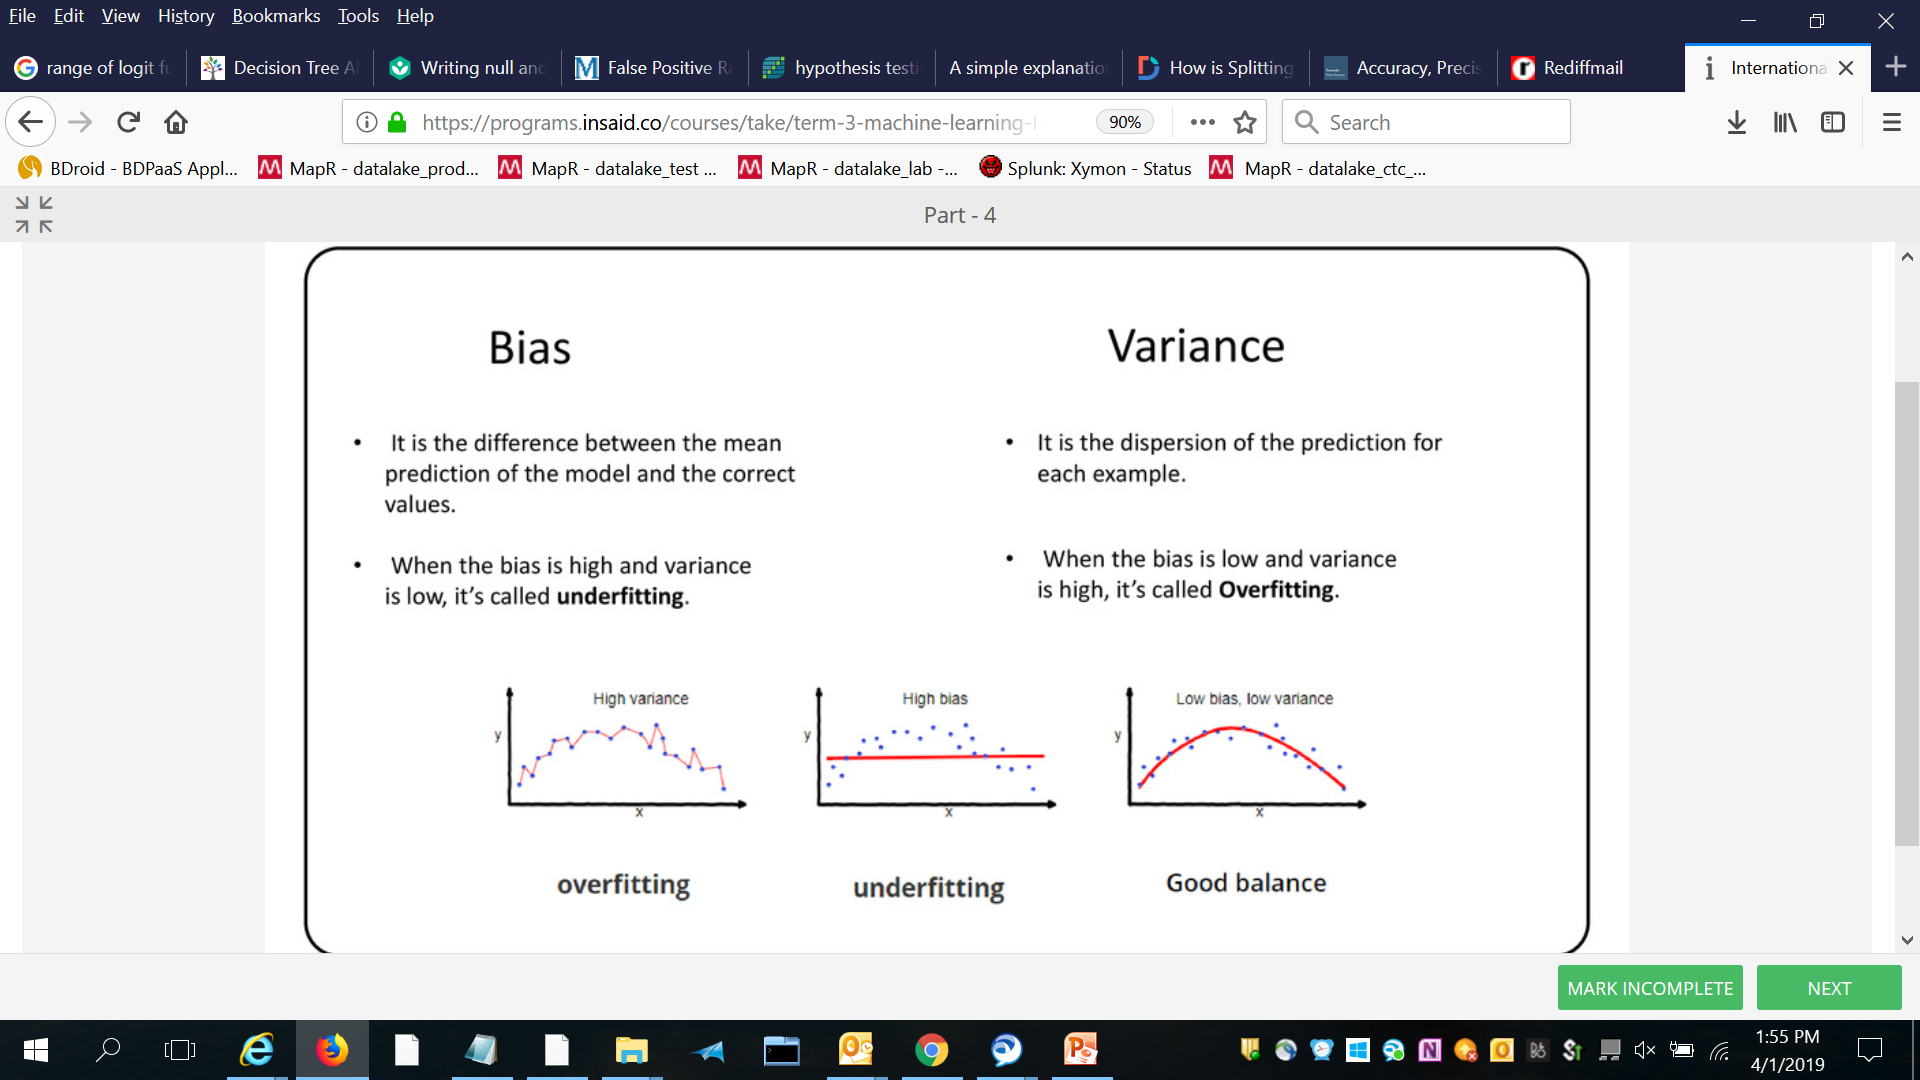 File Edit View History Bookmarks Tools Help
range of logit fu
Decision Tree Al
Writing null and
False Positive Ra
hypothesis testi
A simple explanatio
How is Splitting
Accuracy, Precis
Rediffmail
International
https://programs.insaid.co/courses/take/term-3-machine-learning-l
90%
Search
BDroid - BDPaaS Appl...
MapR - datalake_prod...
MapR - datalake_test ...
MapR - datalake_lab -...
Splunk: Xymon - Status
MapR - datalake_ctc_...
Part - 4
Bias
• It is the difference between the mean
prediction of the model and the correct
values.
• When the bias is high and variance
is low, it’s called underfitting.
Variance
• It is the dispersion of the prediction for
each example.
• When the bias is low and variance
is high, it’s called Overfitting.
High variance
y
x
overfitting
High bias
y
x
underfitting
Low bias, low variance
y
x
Good balance
MARK INCOMPLETE
NEXT
1:55 PM
4/1/2019